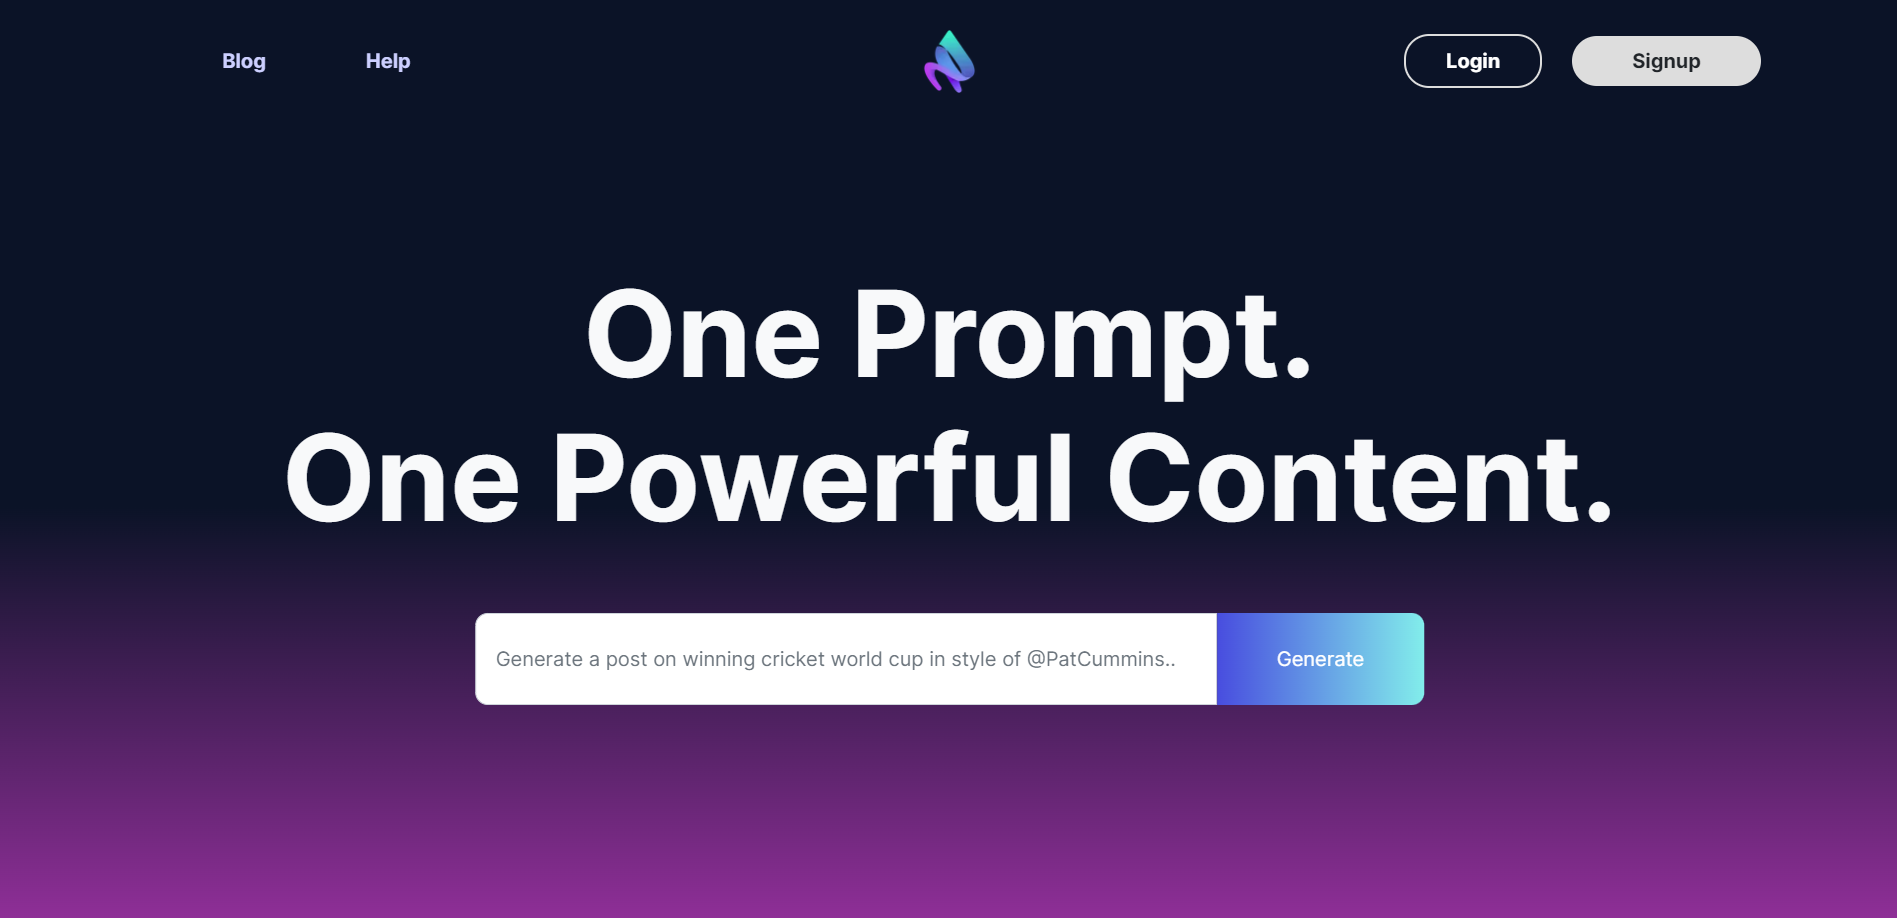 Blog
Help
Login
Signup
One Prompt.
One Powerful Content.
Generate a post on winning cricket world cup in style of @PatCummins..
Generate